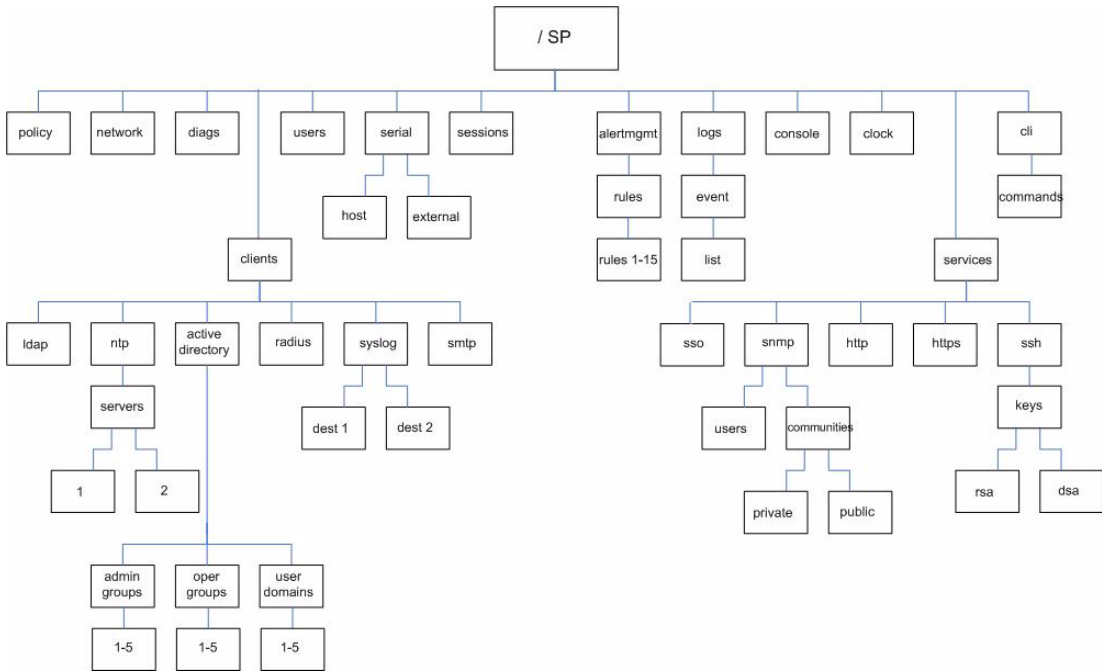 / SP
policy
network
diags
users
serial
sessions
alertmgmt
logs
console
clock
cli
host
external
rules
event
commands
clients
rules 1-15
list
services
ldap
ntp
active
directory
radius
syslog
smtp
sso
snmp
http
https
ssh
servers
dest 1
dest 2
users
communities
keys
1
2
private
public
rsa
dsa
admin
groups
oper
groups
user
domains
1-5
1-5
1-5